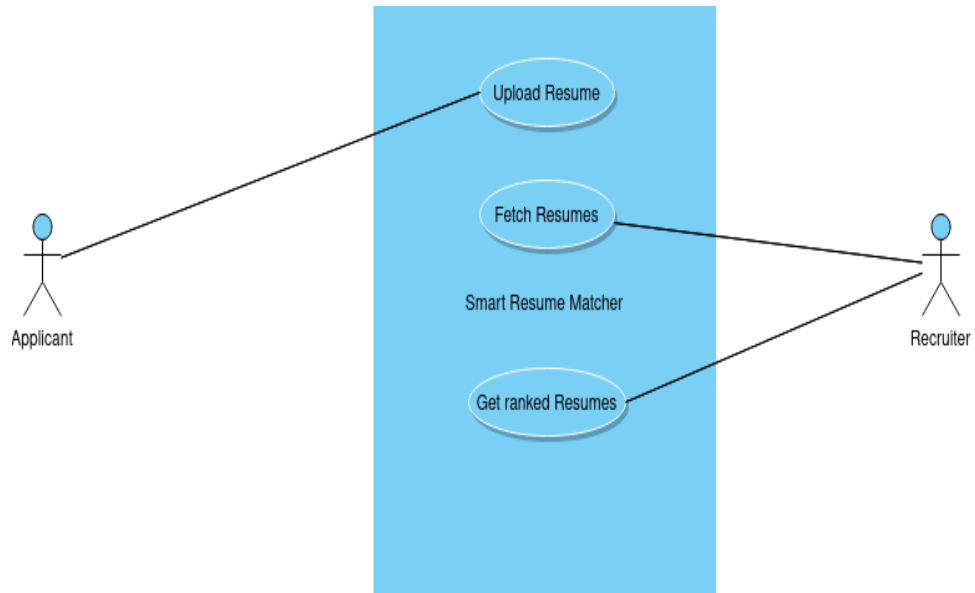 Upload Resume
Fetch Resumes
Smart Resume Matcher
Applicant
Recruiter
Get ranked Resumes